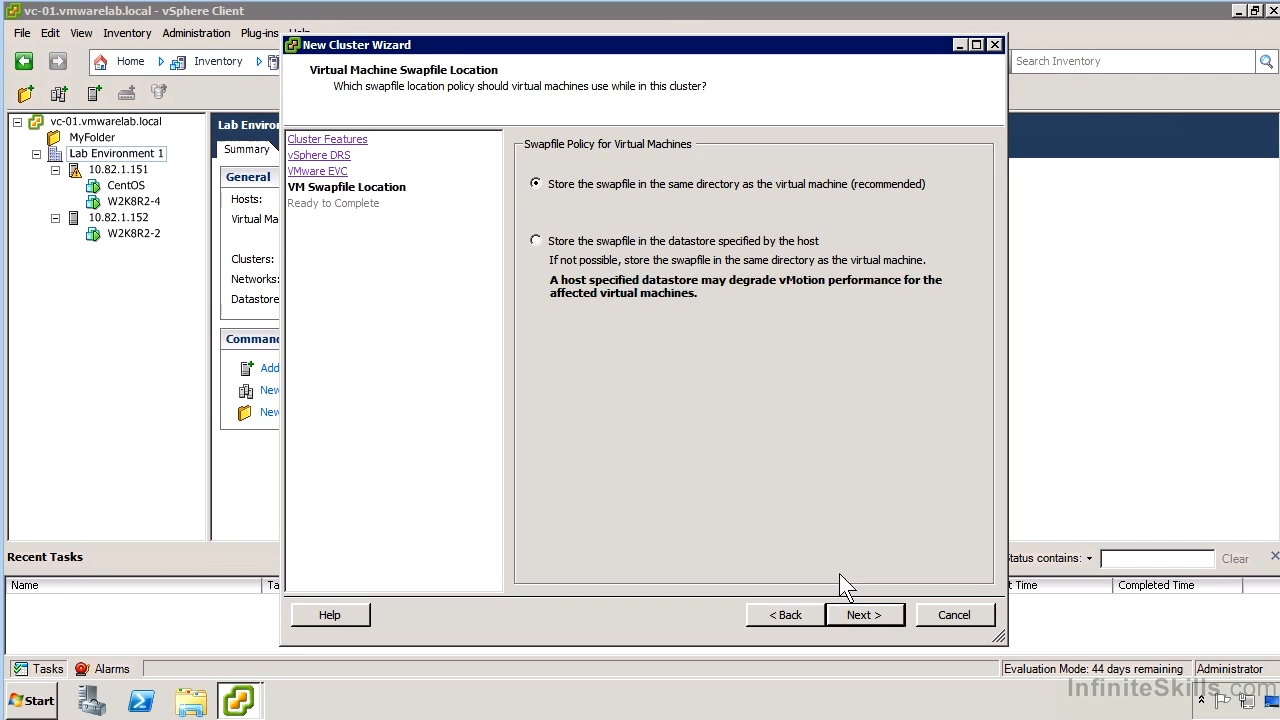 vc-01.vmwarelab.local - vSphere Client
File Edit View Inventory Administration Plug-ins Help
Home Inventory
Search Inventory
New Cluster Wizard
Virtual Machine Swapfile Location
Which swapfile location policy should virtual machines use while in this cluster?
vc-01.vmwarelab.local
MyFolder
Lab Environment 1
10.82.1.151
CentOS
W2K8R2-4
10.82.1.152
W2K8R2-2
Lab Enviro
Summary
General
Hosts:
Virtual Ma
Clusters:
Networks:
Datastore
Command
Add
New
New
Cluster Features
vSphere DRS
VMware EVC
VM Swapfile Location
Ready to Complete
Swapfile Policy for Virtual Machines
Store the swapfile in the same directory as the virtual machine (recommended)
Store the swapfile in the datastore specified by the host
If not possible, store the swapfile in the same directory as the virtual machine.
A host specified datastore may degrade vMotion performance for the
affected virtual machines.
Help < Back Next > Cancel
Recent Tasks
Status contains: Clear
Name Ta t Time Completed Time
Tasks Alarms
Evaluation Mode: 44 days remaining Administrator
Start
InfiniteSkills.com